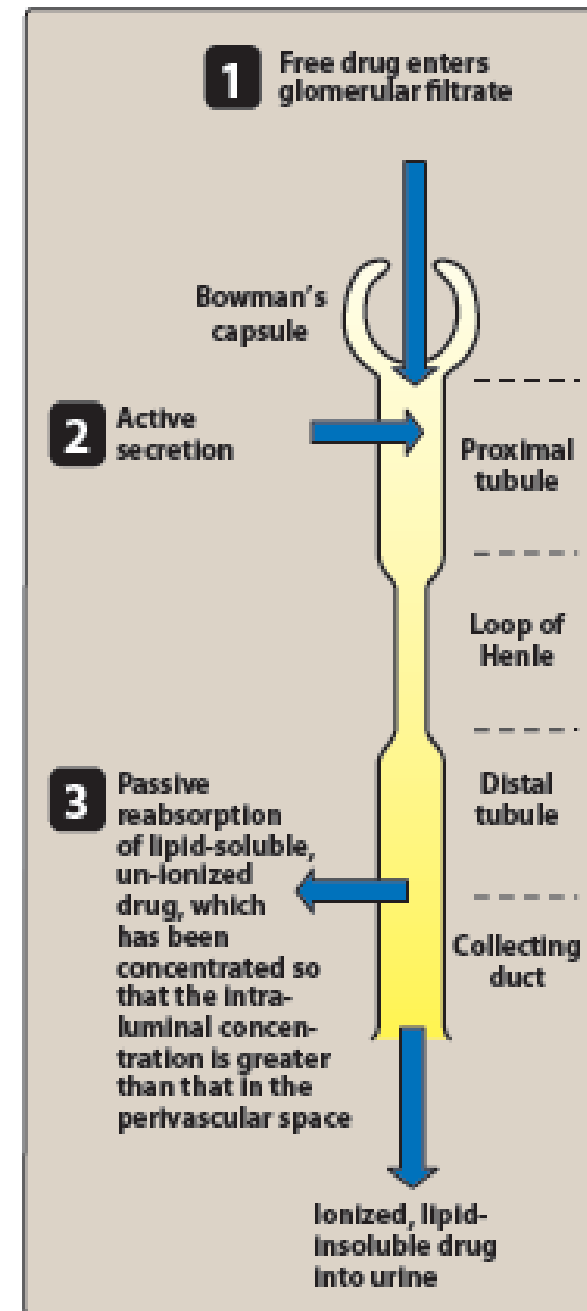 1 Free drug enters
glomerular filtrate
Bowman's
capsule
2 Active
secretion
Proximal
tubule
Loop of
Henle
Distal
tubule
3 Passive
reabsorption
of lipid-soluble,
un-ionized
drug, which
has been
concentrated so
that the intra-
luminal concen-
tration is greater
than that in the
perivascular space
Collecting
duct
Ionized, lipid-
insoluble drug
into urine